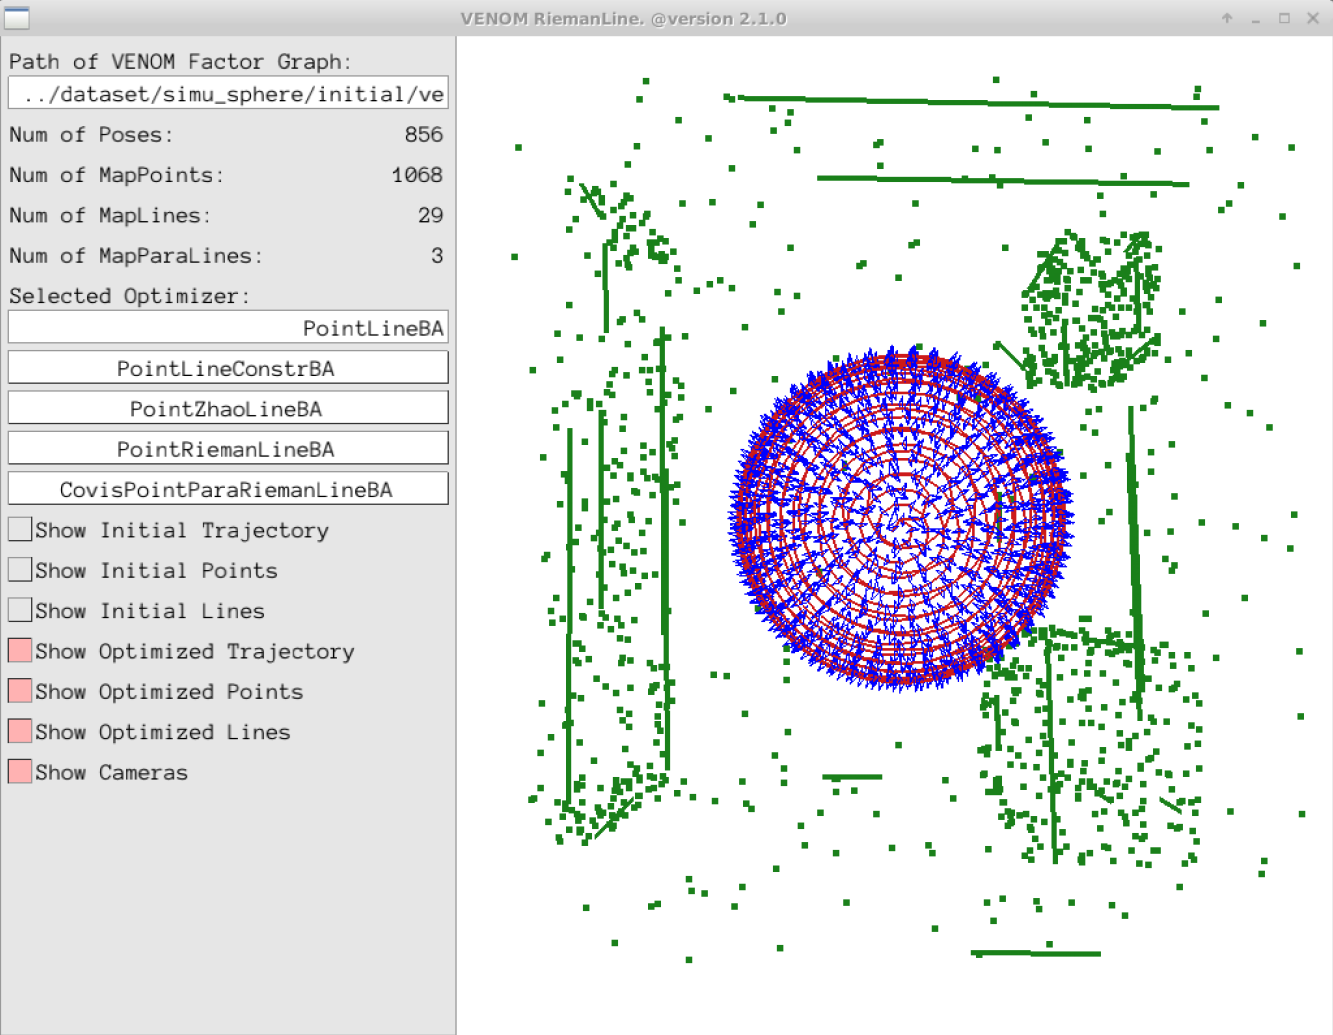 VENOM RiemanLine. @version 2.1.0
Path of VENOM Factor Graph:
../dataset/simu_sphere/initial/ve
Num of Poses: 856
Num of MapPoints: 1068
Num of MapLines: 29
Num of MapParaLines: 3
Selected Optimizer:
PointLineBA
PointLineConstrBA
PointZhaoLineBA
PointRiemanLineBA
CovisPointParaRiemanLineBA
Show Initial Trajectory
Show Initial Points
Show Initial Lines
Show Optimized Trajectory
Show Optimized Points
Show Optimized Lines
Show Cameras